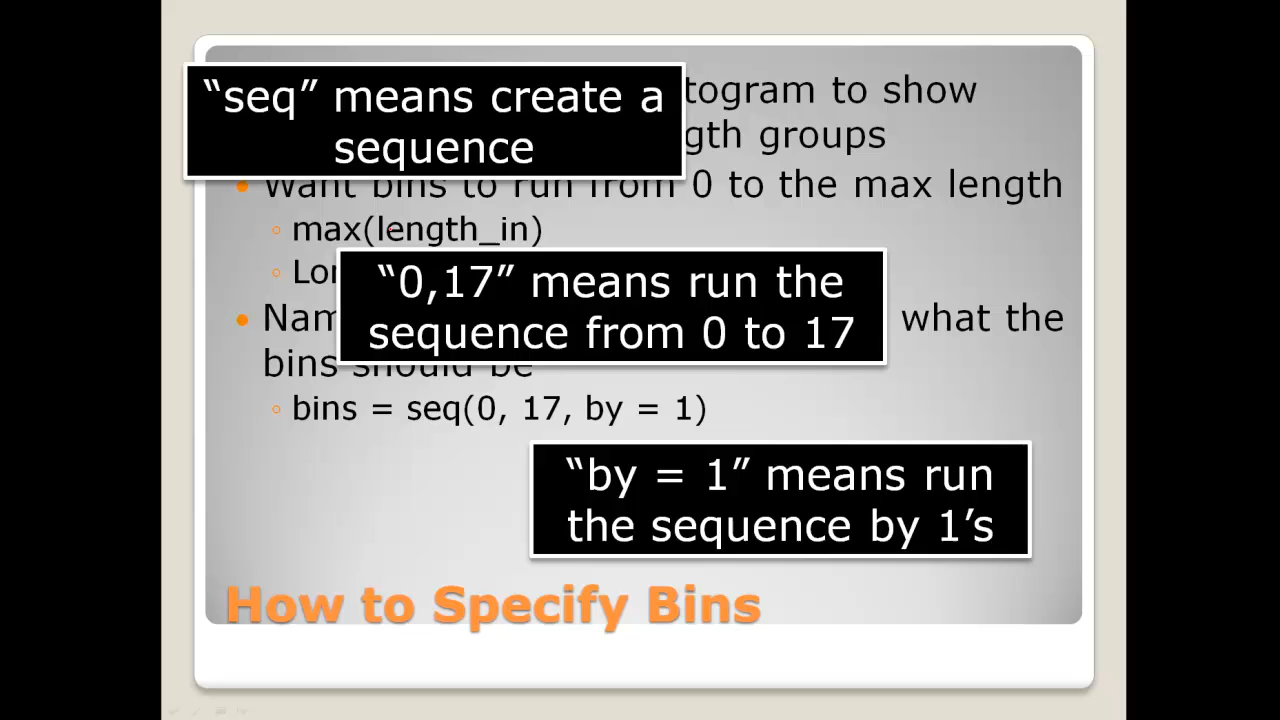 “seq” means create a
sequence
togram to show
gth groups
Want bins to run from 0 to the max length
max(length_in)
“0,17” means run the
sequence from 0 to 17
what the
bins should be
bins = seq(0, 17, by = 1)
“by = 1” means run
the sequence by 1’s
How to Specify Bins